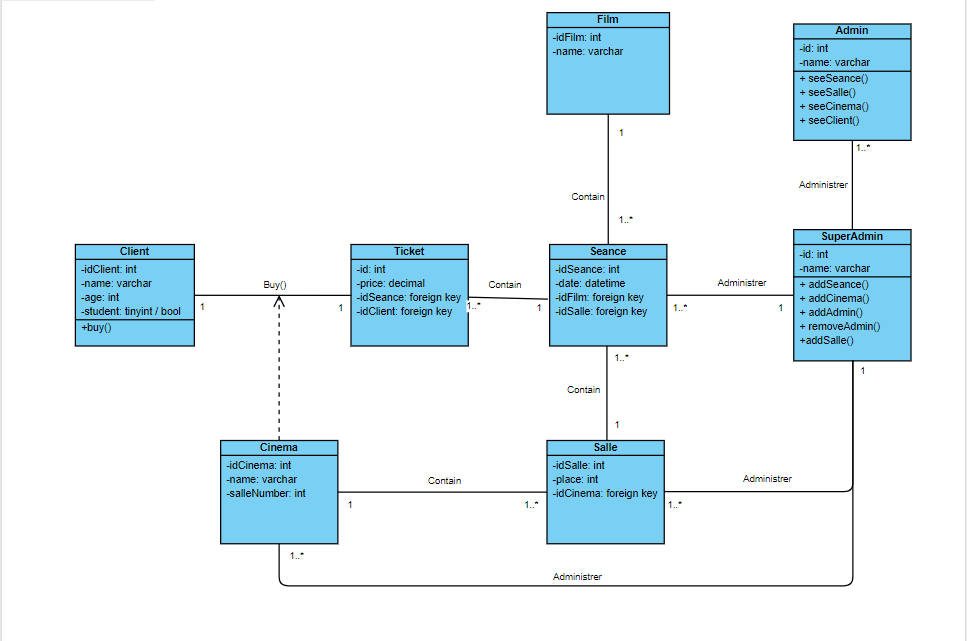 Film
-idFilm: int
-name: varchar
Admin
-id: int
-name: varchar
+ seeSeance()
+ seeSalle()
+ seeCinema()
+ seeClient()
1
1..*
Contain
1..*
Administrer
Client
-idClient: int
-name: varchar
-age: int
-student: tinyint / bool
+buy()
Buy()
1
1
Ticket
-id: int
-price: decimal
-idSeance: foreign key
-idClient: foreign key
Contain
1..*
1
Seance
-idSeance: int
-date: datetime
-idFilm: foreign key
-idSalle: foreign key
Administrer
1..*
1
SuperAdmin
-id: int
-name: varchar
+ addSeance()
+ addCinema()
+ addAdmin()
+ removeAdmin()
+addSalle()
1..*
Contain
1
1
Cinema
-idCinema: int
-name: varchar
-salleNumber: int
Contain
1
1..*
Salle
-idSalle: int
-place: int
-idCinema: foreign key
Administrer
1..*
1..*
Administrer